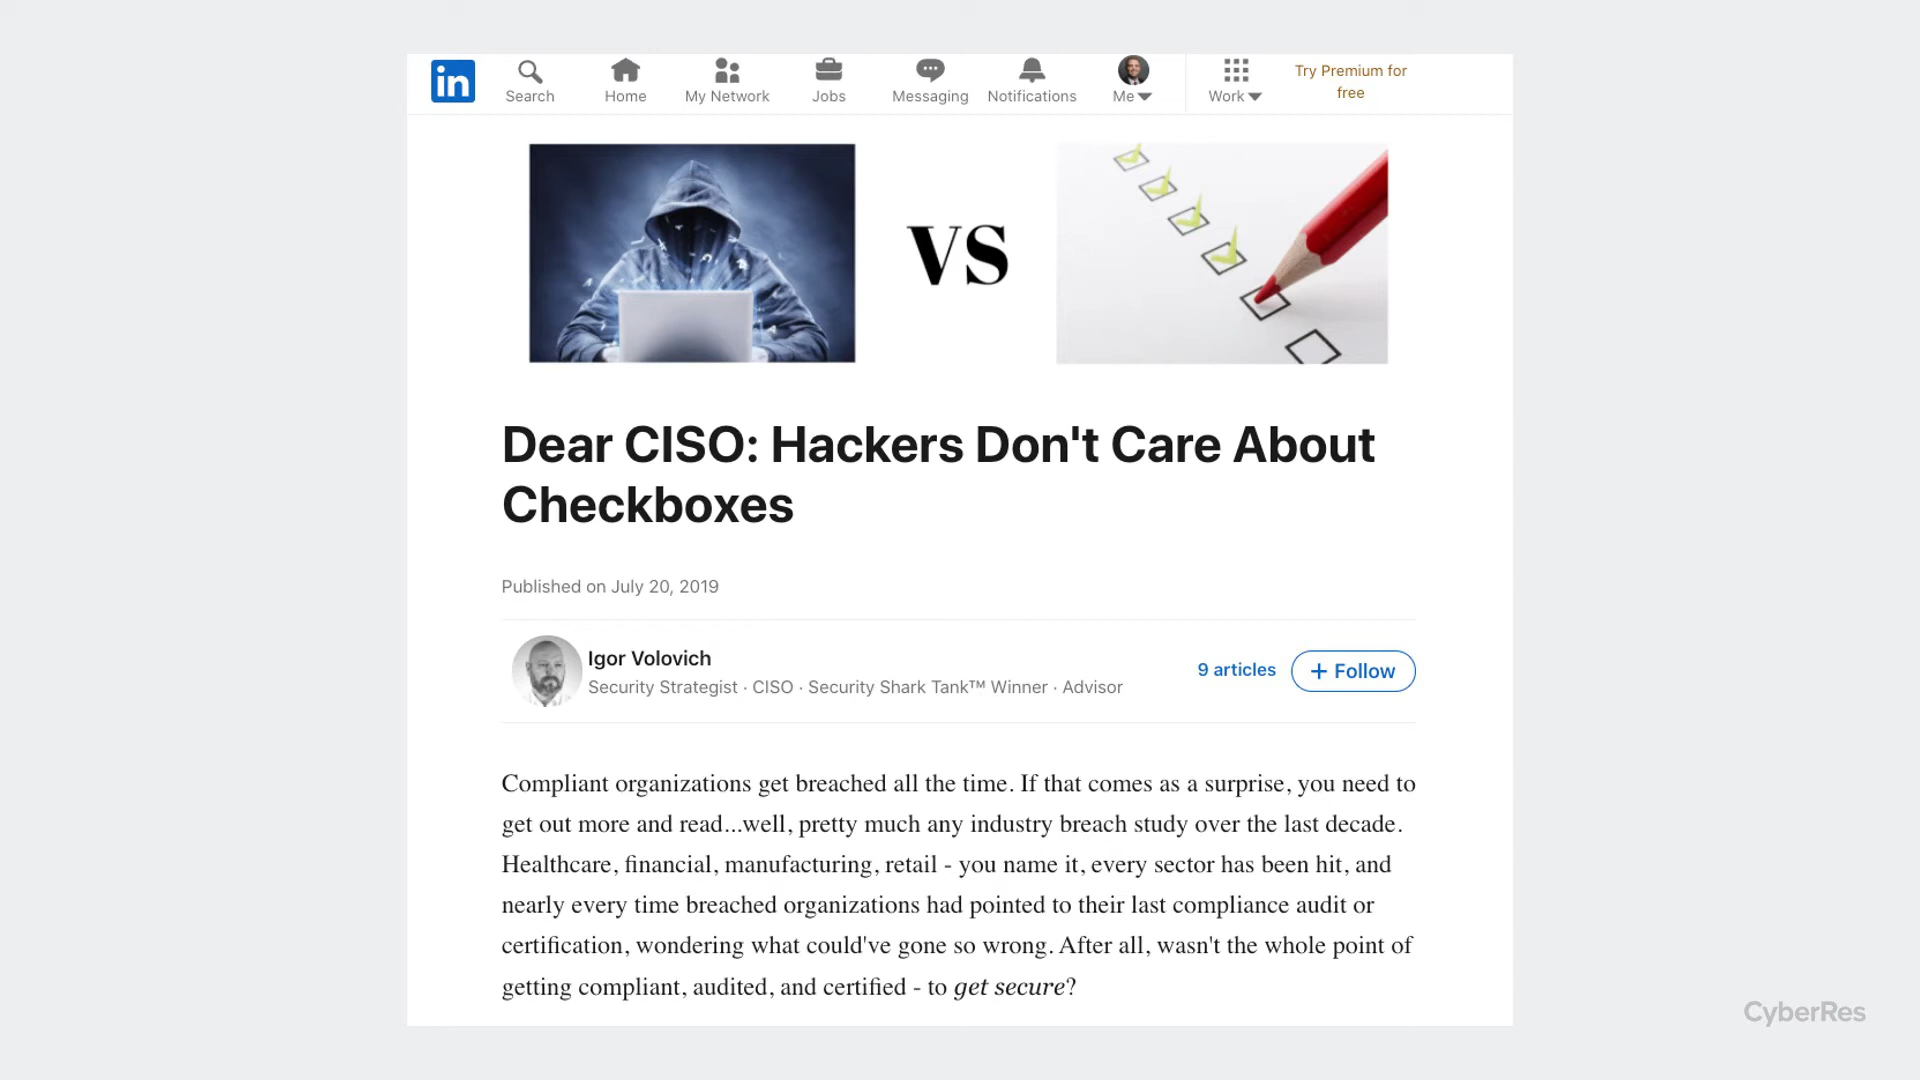 in
Search
Home
My Network
Jobs
Messaging
Notifications
Me
Work
Try Premium for
free
VS
Dear CISO: Hackers Don't Care About
Checkboxes
Published on July 20, 2019
Igor Volovich
Security Strategist · CISO · Security Shark Tank™ Winner · Advisor
9 articles
+ Follow
Compliant organizations get breached all the time. If that comes as a surprise, you need to
get out more and read...well, pretty much any industry breach study over the last decade.
Healthcare, financial, manufacturing, retail - you name it, every sector has been hit, and
nearly every time breached organizations had pointed to their last compliance audit or
certification, wondering what could've gone so wrong. After all, wasn't the whole point of
getting compliant, audited, and certified - to get secure?
CyberRes